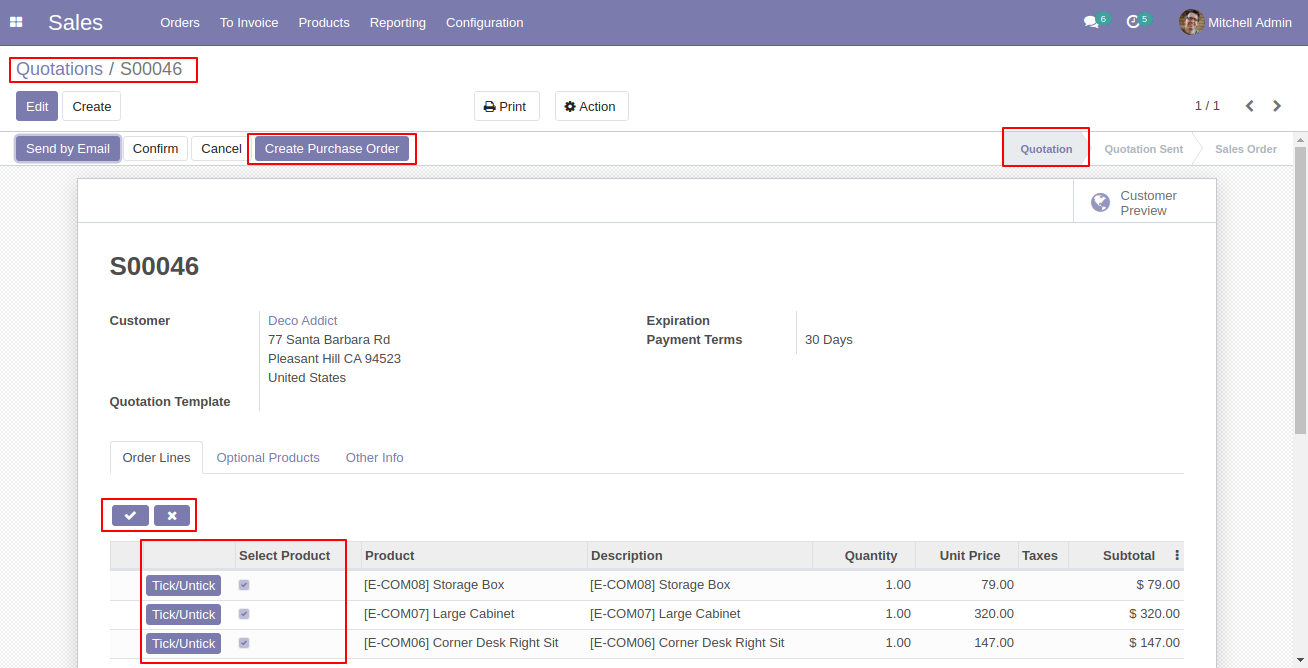 Sales Orders To Invoice Products Reporting Configuration 6 5 Mitchell Admin
Quotations / S00046
Edit Create Print Action 1 / 1
Send by Email Confirm Cancel Create Purchase Order Quotation Quotation Sent Sales Order
Customer
Preview
S00046
Customer Deco Addict Expiration
77 Santa Barbara Rd Payment Terms 30 Days
Pleasant Hill CA 94523
United States
Quotation Template
Order Lines Optional Products Other Info
Select Product Product Description Quantity Unit Price Taxes Subtotal
Tick/Untick [E-COM08] Storage Box [E-COM08] Storage Box 1.00 79.00 $ 79.00
Tick/Untick [E-COM07] Large Cabinet [E-COM07] Large Cabinet 1.00 320.00 $ 320.00
Tick/Untick [E-COM06] Corner Desk Right Sit [E-COM06] Corner Desk Right Sit 1.00 147.00 $ 147.00